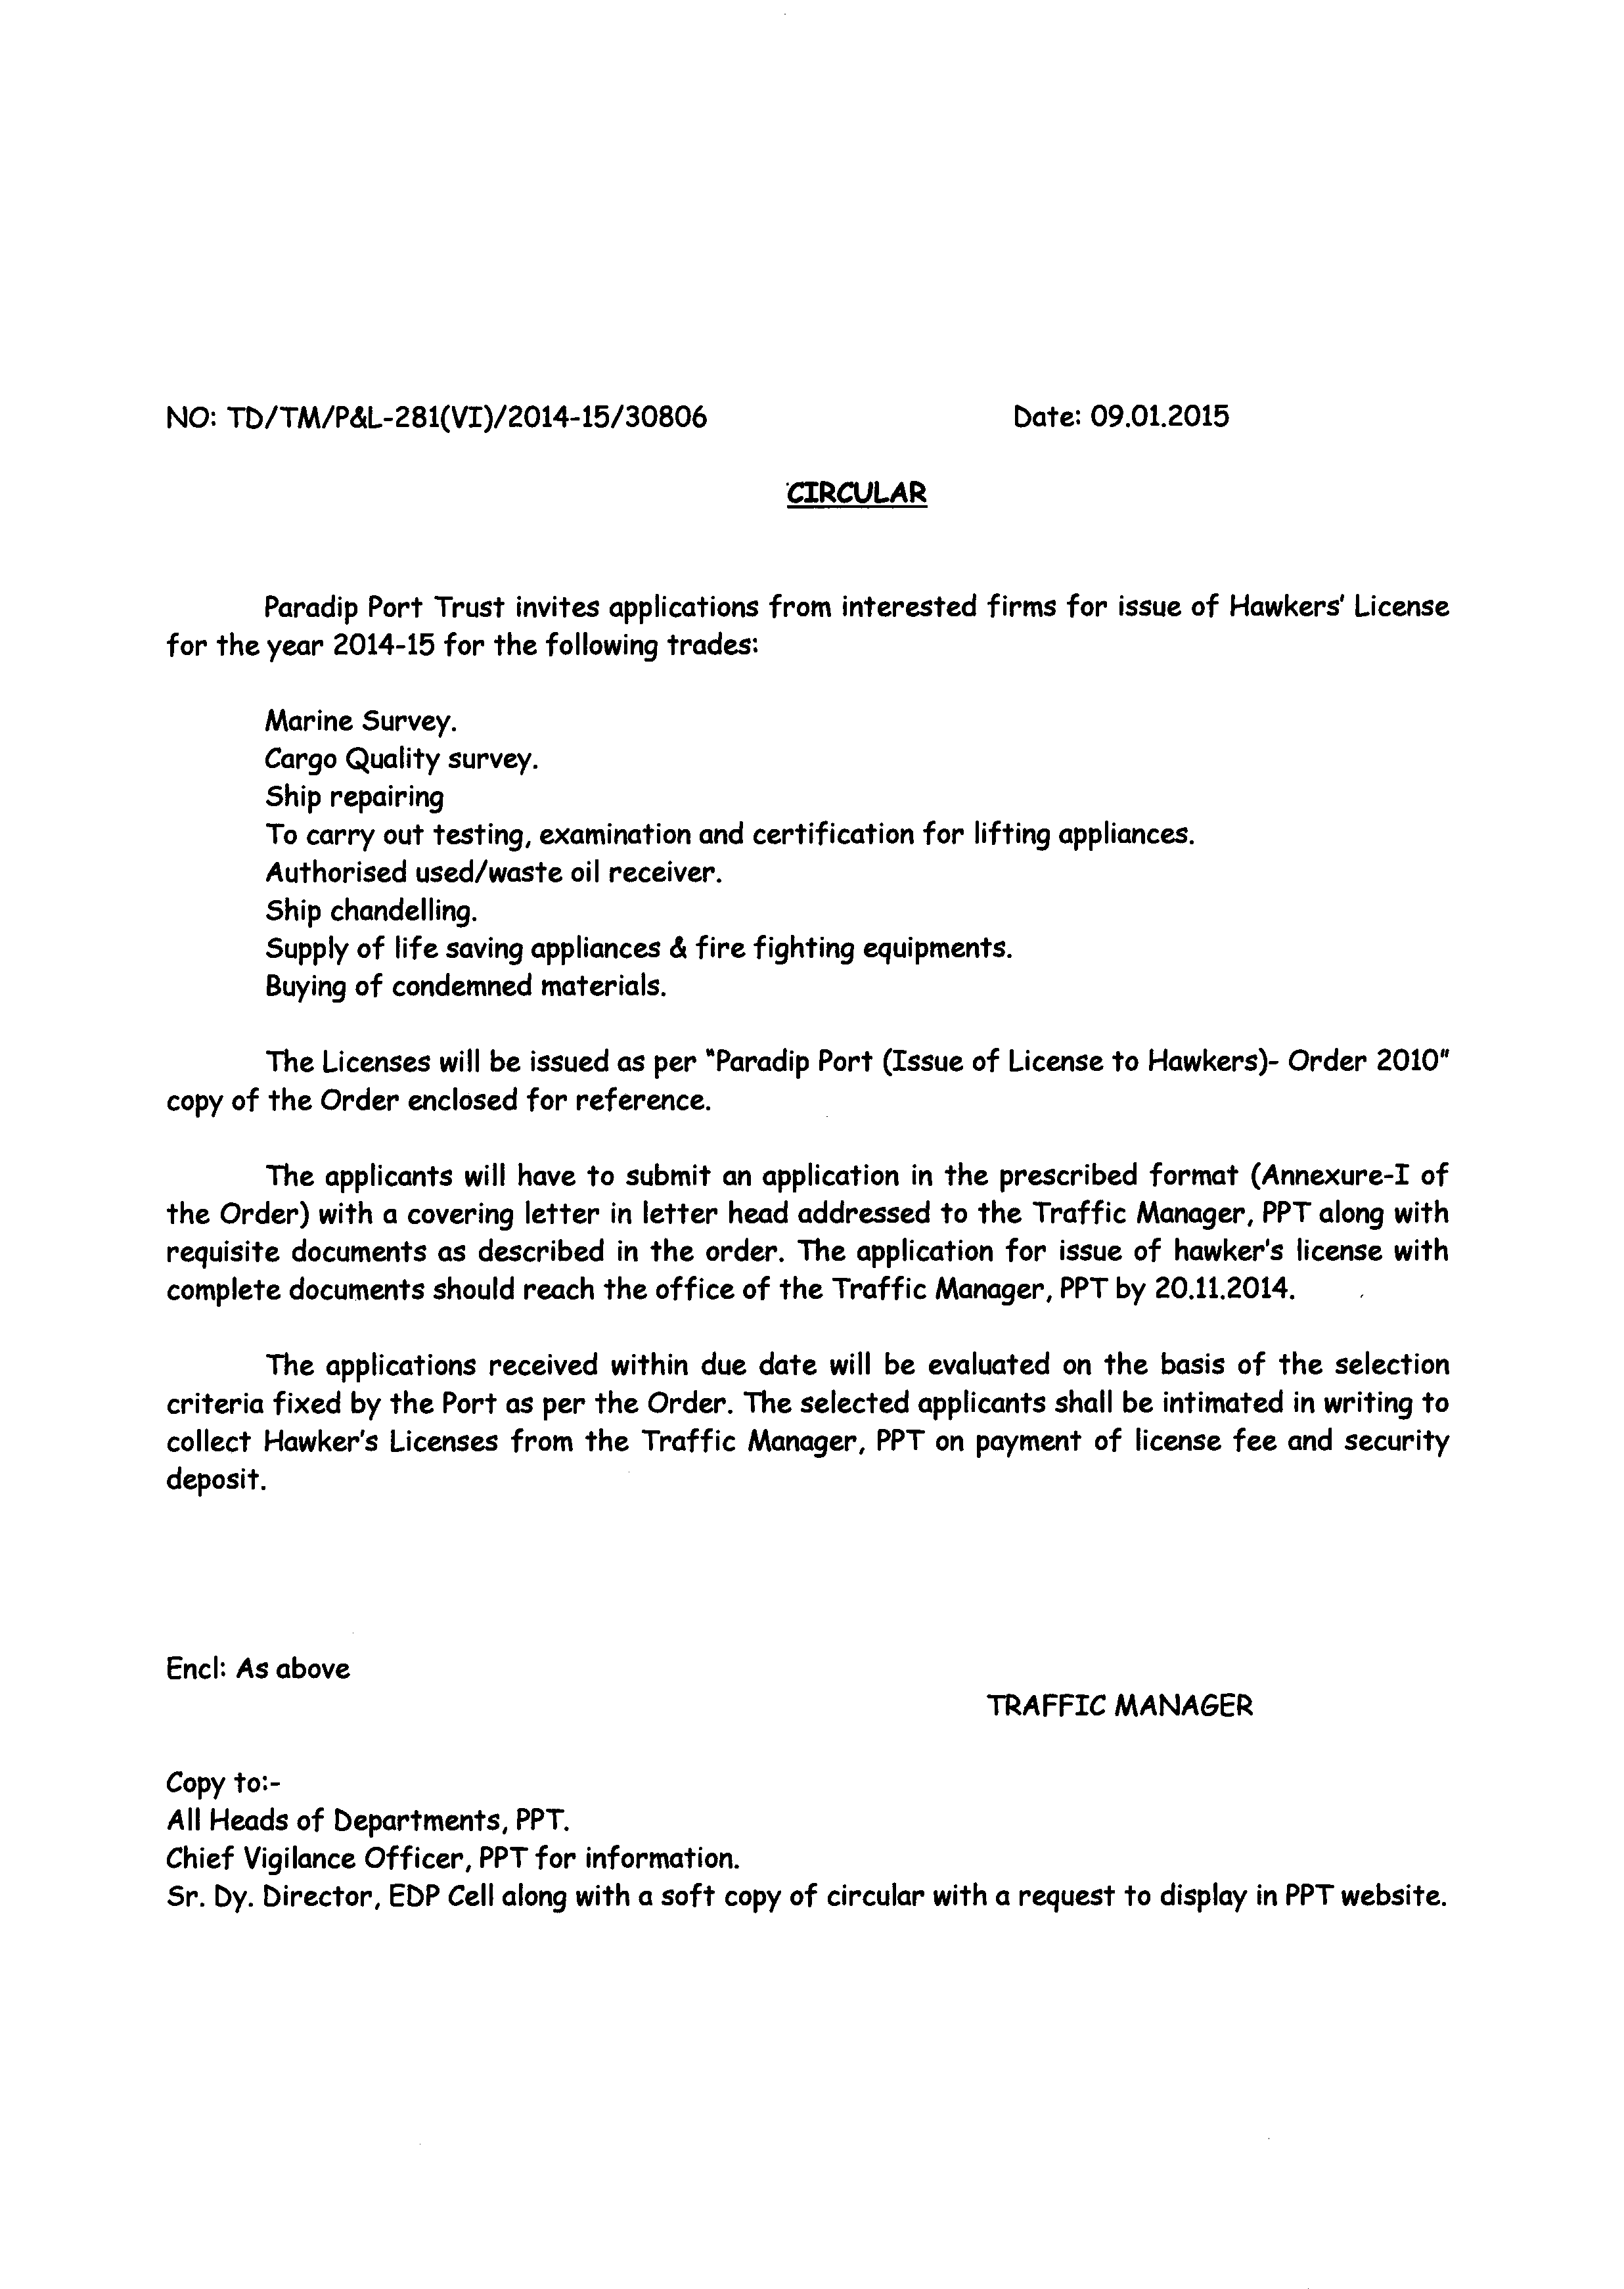 NO: TD/TM/P&L-281(VI)/2014-15/30806 Date: 09.01.2015
CIRCULAR
Paradip Port Trust invites applications from interested firms for issue of Hawkers' License
for the year 2014-15 for the following trades:
Marine Survey.
Cargo Quality survey.
Ship repairing
To carry out testing, examination and certification for lifting appliances.
Authorised used/waste oil receiver.
Ship chandelling.
Supply of life saving appliances & fire fighting equipments.
Buying of condemned materials.
The Licenses will be issued as per "Paradip Port (Issue of License to Hawkers)- Order 2010"
copy of the Order enclosed for reference.
The applicants will have to submit an application in the prescribed format (Annexure-I of
the Order) with a covering letter in letter head addressed to the Traffic Manager, PPT along with
requisite documents as described in the order. The application for issue of hawker's license with
complete documents should reach the office of the Traffic Manager, PPT by 20.11.2014.
The applications received within due date will be evaluated on the basis of the selection
criteria fixed by the Port as per the Order. The selected applicants shall be intimated in writing to
collect Hawker's Licenses from the Traffic Manager, PPT on payment of license fee and security
deposit.
Encl: As above
TRAFFIC MANAGER
Copy to:-
All Heads of Departments, PPT.
Chief Vigilance Officer, PPT for information.
Sr. Dy. Director, EDP Cell along with a soft copy of circular with a request to display in PPT website.